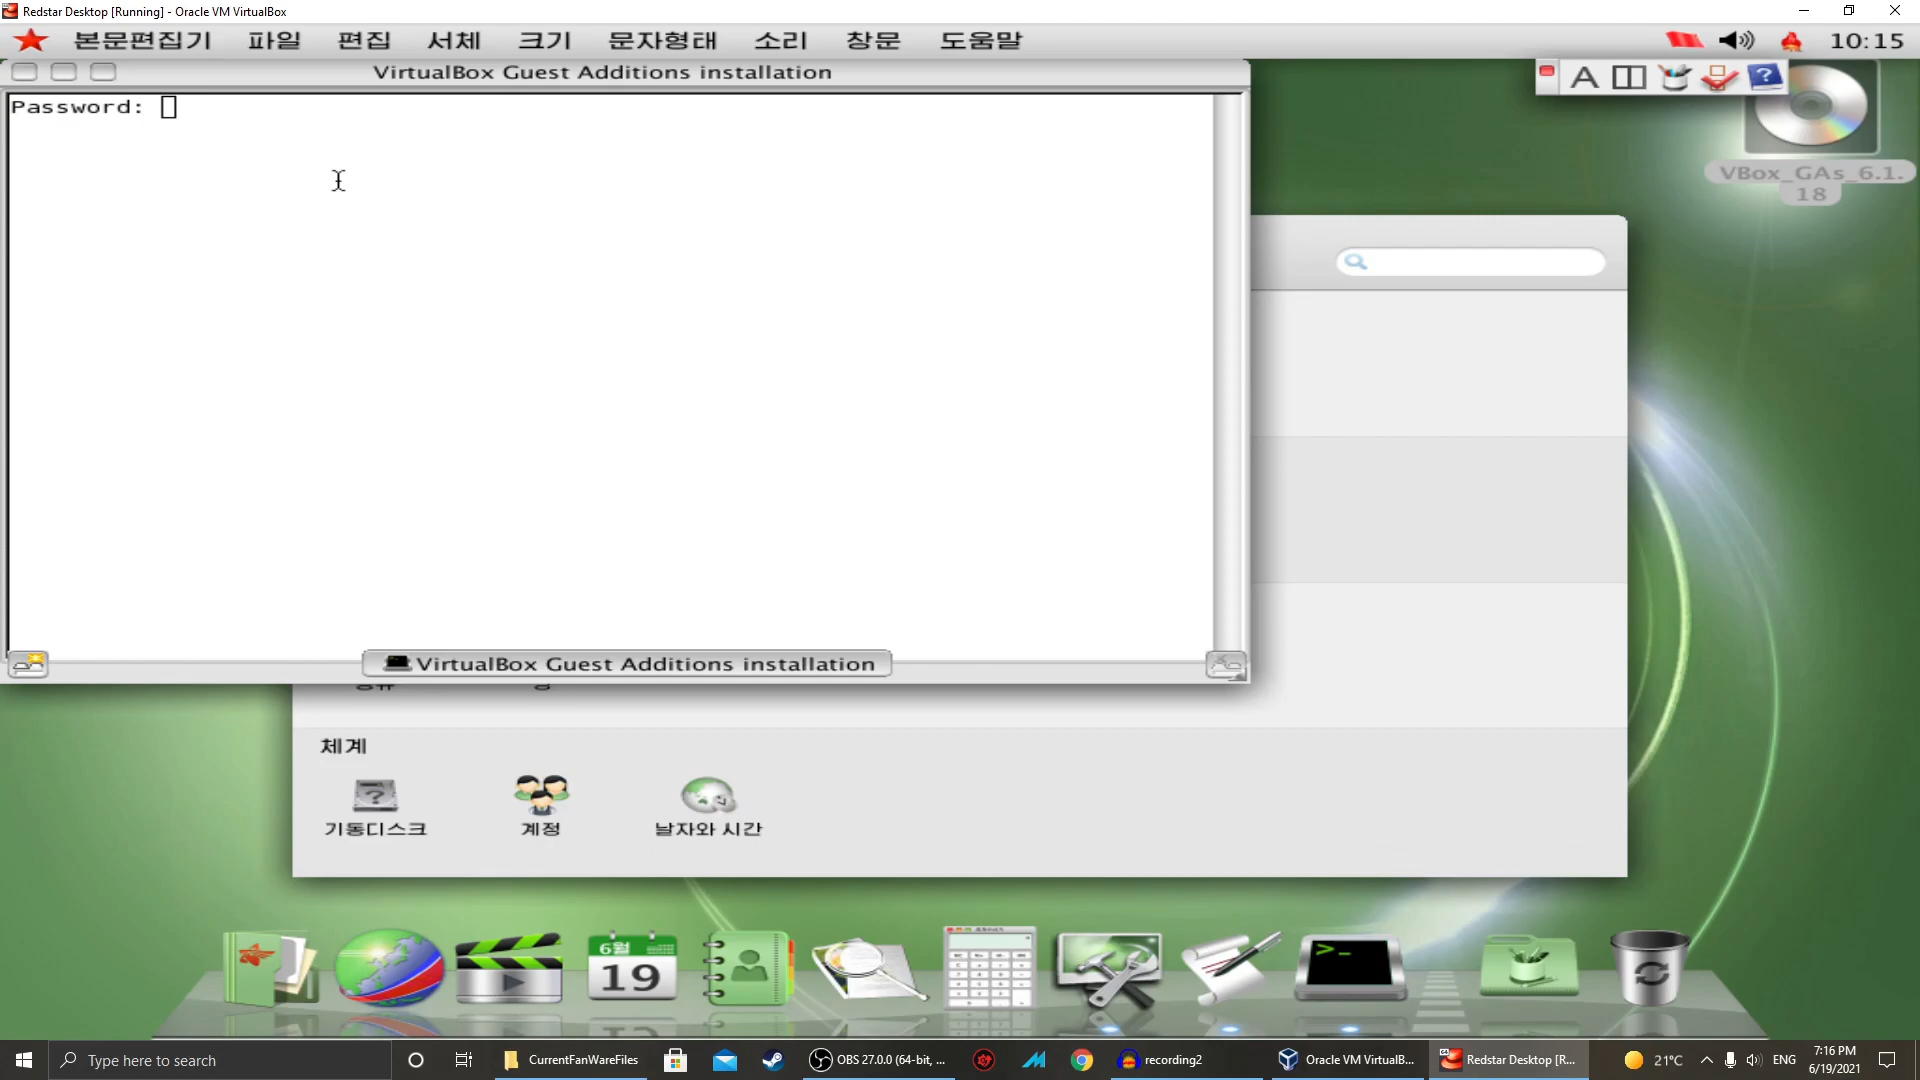 Redstar Desktop [Running] - Oracle VM VirtualBox
본문편집기 파일 편집 서체 크기 문자형태 소리 창문 도움말 10:15
VirtualBox Guest Additions installation
A ?
Password:
VBox_GAs_6.1.
18
VirtualBox Guest Additions installation
체계
기동디스크 계정 날자와 시간
6월
19
Type here to search
CurrentFanWareFiles
OBS 27.0.0 (64-bit, ...
recording2
Oracle VM VirtualB...
Redstar Desktop [R...
21°C
ENG
7:16 PM
6/19/2021